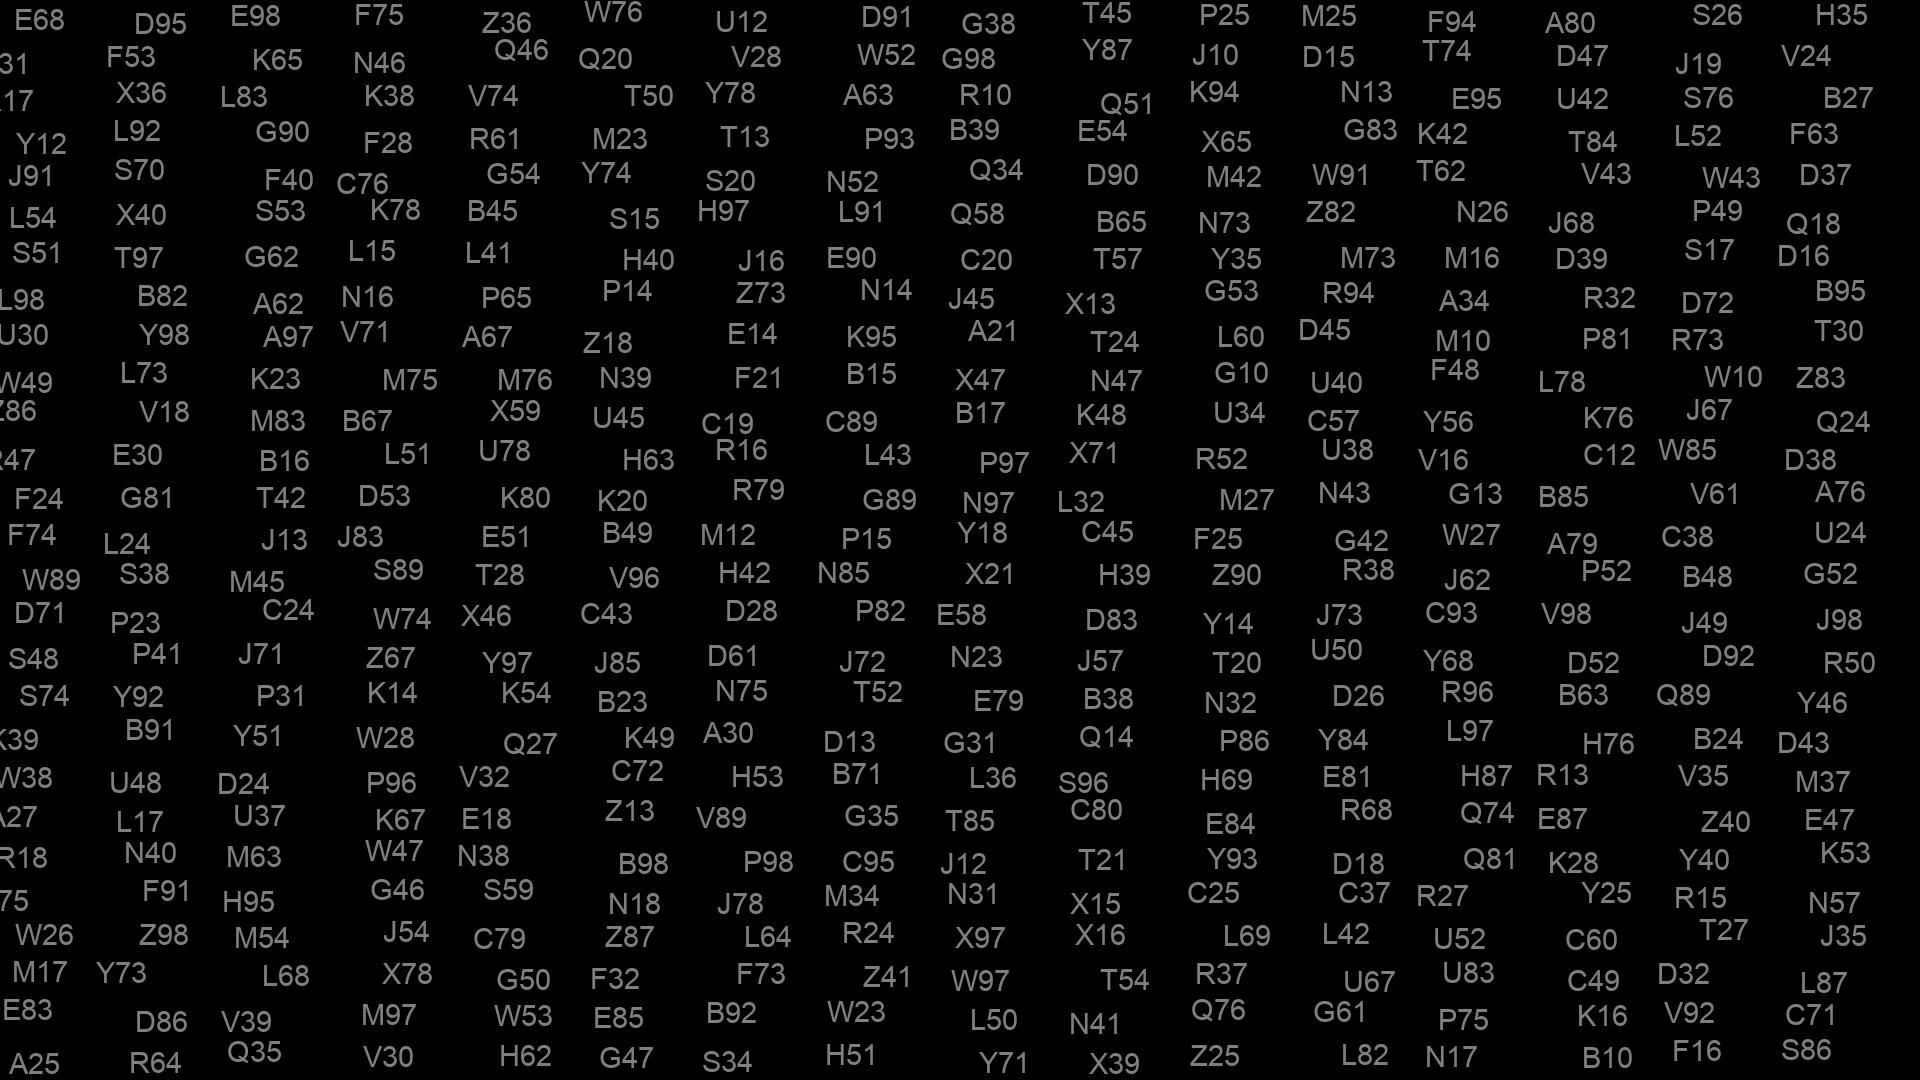 E68 D95 E98 F75 Z36 W76 U12 D91 G38 T45 P25 M25 F94 A80 S26 H35
31 F53 K65 N46 Q46 Q20 V28 W52 G98 Y87 J10 D15 T74 D47 J19 V24
17 X36 L83 K38 V74 T50 Y78 A63 R10 Q51 K94 N13 E95 U42 S76 B27
Y12 L92 G90 F28 R61 M23 T13 P93 B39 E54 X65 G83 K42 T84 L52 F63
J91 S70 F40 C76 G54 Y74 S20 N52 Q34 D90 M42 W91 T62 V43 W43 D37
L54 X40 S53 K78 B45 S15 H97 L91 Q58 B65 N73 Z82 N26 J68 P49 Q18
S51 T97 G62 L15 L41 H40 J16 E90 C20 T57 Y35 M73 M16 D39 S17 D16
L98 B82 A62 N16 P65 P14 Z73 N14 J45 X13 G53 R94 A34 R32 D72 B95
U30 Y98 A97 V71 A67 Z18 E14 K95 A21 T24 L60 D45 M10 P81 R73 T30
W49 L73 K23 M75 M76 N39 F21 B15 X47 N47 G10 U40 F48 L78 W10 Z83
Z86 V18 M83 B67 X59 U45 C19 C89 B17 K48 U34 C57 Y56 K76 J67 Q24
47 E30 B16 L51 U78 H63 R16 L43 P97 X71 R52 U38 V16 C12 W85 D38
F24 G81 T42 D53 K80 K20 R79 G89 N97 L32 M27 N43 G13 B85 V61 A76
F74 L24 J13 J83 E51 B49 M12 P15 Y18 C45 F25 G42 W27 A79 C38 U24
W89 S38 M45 S89 T28 V96 H42 N85 X21 H39 Z90 R38 J62 P52 B48 G52
D71 P23 C24 W74 X46 C43 D28 P82 E58 D83 Y14 J73 C93 V98 J49 J98
S48 P41 J71 Z67 Y97 J85 D61 J72 N23 J57 T20 U50 Y68 D52 D92 R50
S74 Y92 P31 K14 K54 B23 N75 T52 E79 B38 N32 D26 R96 B63 Q89 Y46
K39 B91 Y51 W28 Q27 K49 A30 D13 G31 Q14 P86 Y84 L97 H76 B24 D43
W38 U48 D24 P96 V32 C72 H53 B71 L36 S96 H69 E81 H87 R13 V35 M37
A27 L17 U37 K67 E18 Z13 V89 G35 T85 C80 E84 R68 Q74 E87 Z40 E47
R18 N40 M63 W47 N38 B98 P98 C95 J12 T21 Y93 D18 Q81 K28 Y40 K53
75 F91 H95 G46 S59 N18 J78 M34 N31 X15 C25 C37 R27 Y25 R15 N57
W26 Z98 M54 J54 C79 Z87 L64 R24 X97 X16 L69 L42 U52 C60 T27 J35
M17 Y73 L68 X78 G50 F32 F73 Z41 W97 T54 R37 U67 U83 C49 D32 L87
E83 D86 V39 M97 W53 E85 B92 W23 L50 N41 Q76 G61 P75 K16 V92 C71
A25 R64 Q35 V30 H62 G47 S34 H51 Y71 X39 Z25 L82 N17 B10 F16 S86